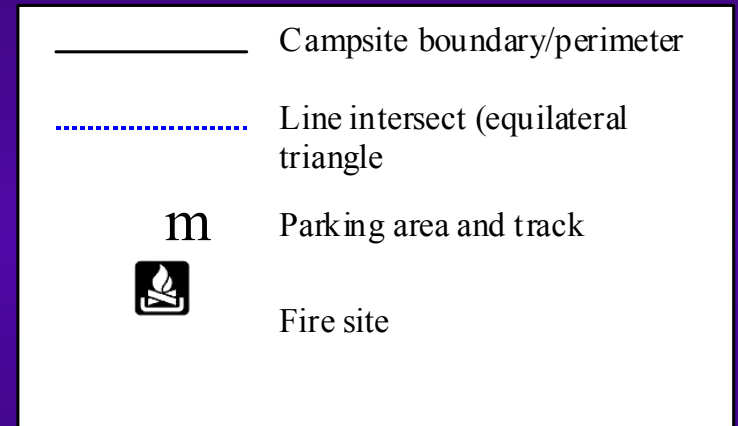 Campsite boundary/perimeter
Line intersect (equilateral
triangle
m Parking area and track
Fire site